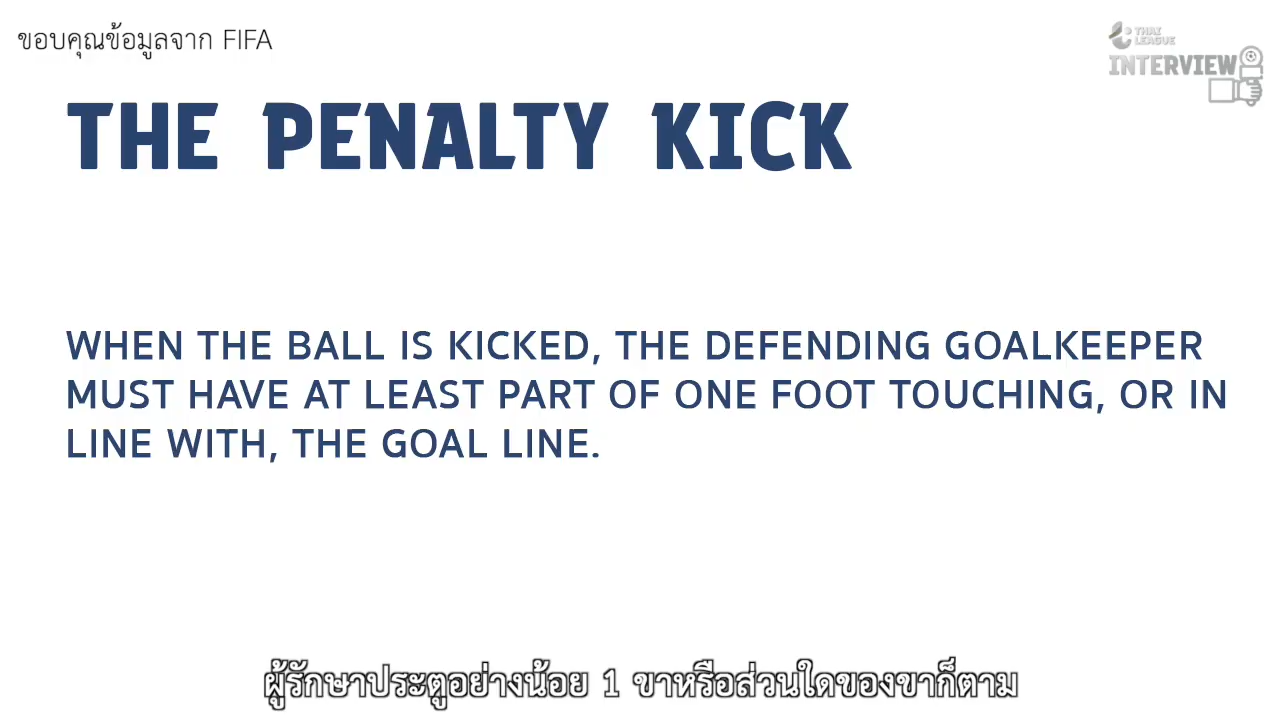 ขอบคุณข้อมูลจาก FIFA
THAI
LEAGUE
INTERVIEW
THE PENALTY KICK
WHEN THE BALL IS KICKED, THE DEFENDING GOALKEEPER
MUST HAVE AT LEAST PART OF ONE FOOT TOUCHING, OR IN
LINE WITH, THE GOAL LINE.
ผู้รักษาประตูอย่างน้อย 1 ขาหรือส่วนใดของขาก็ตาม